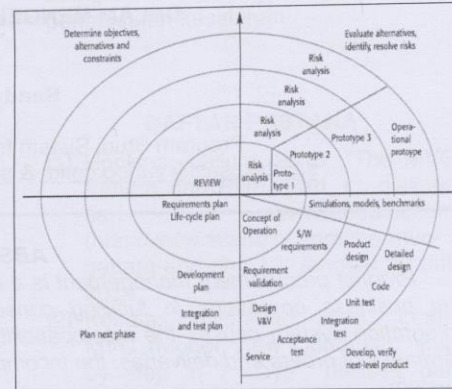 Determine objectives,
alternatives and
constraints
Evaluate alternatives,
identify, resolve risks
Risk
analysis
Risk
analysis
Risk
analysis
Risk
analysis
Prototype 3
Prototype 2
Proto-
type 1
Opera-
tional
protoype
REVIEW
Requirements plan
Life-cycle plan
Simulations, models, benchmarks
Concept of
Operation
S/W
requirements
Product
design
Detailed
design
Development
plan
Requirement
validation
Code
Unit test
Integration
and test plan
Design
V&V
Integration
test
Acceptance
test
Plan next phase
Service
Develop, verify
next-level product